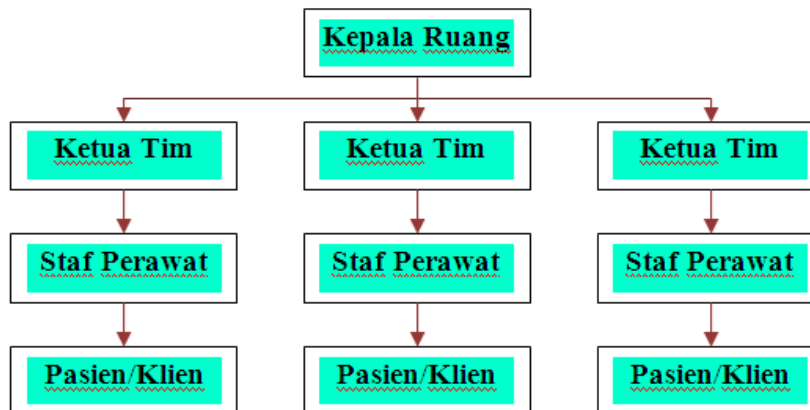 Kepala Ruang
Ketua Tim
Ketua Tim
Ketua Tim
Staf Perawat
Staf Perawat
Staf Perawat
Pasien/Klien
Pasien/Klien
Pasien/Klien